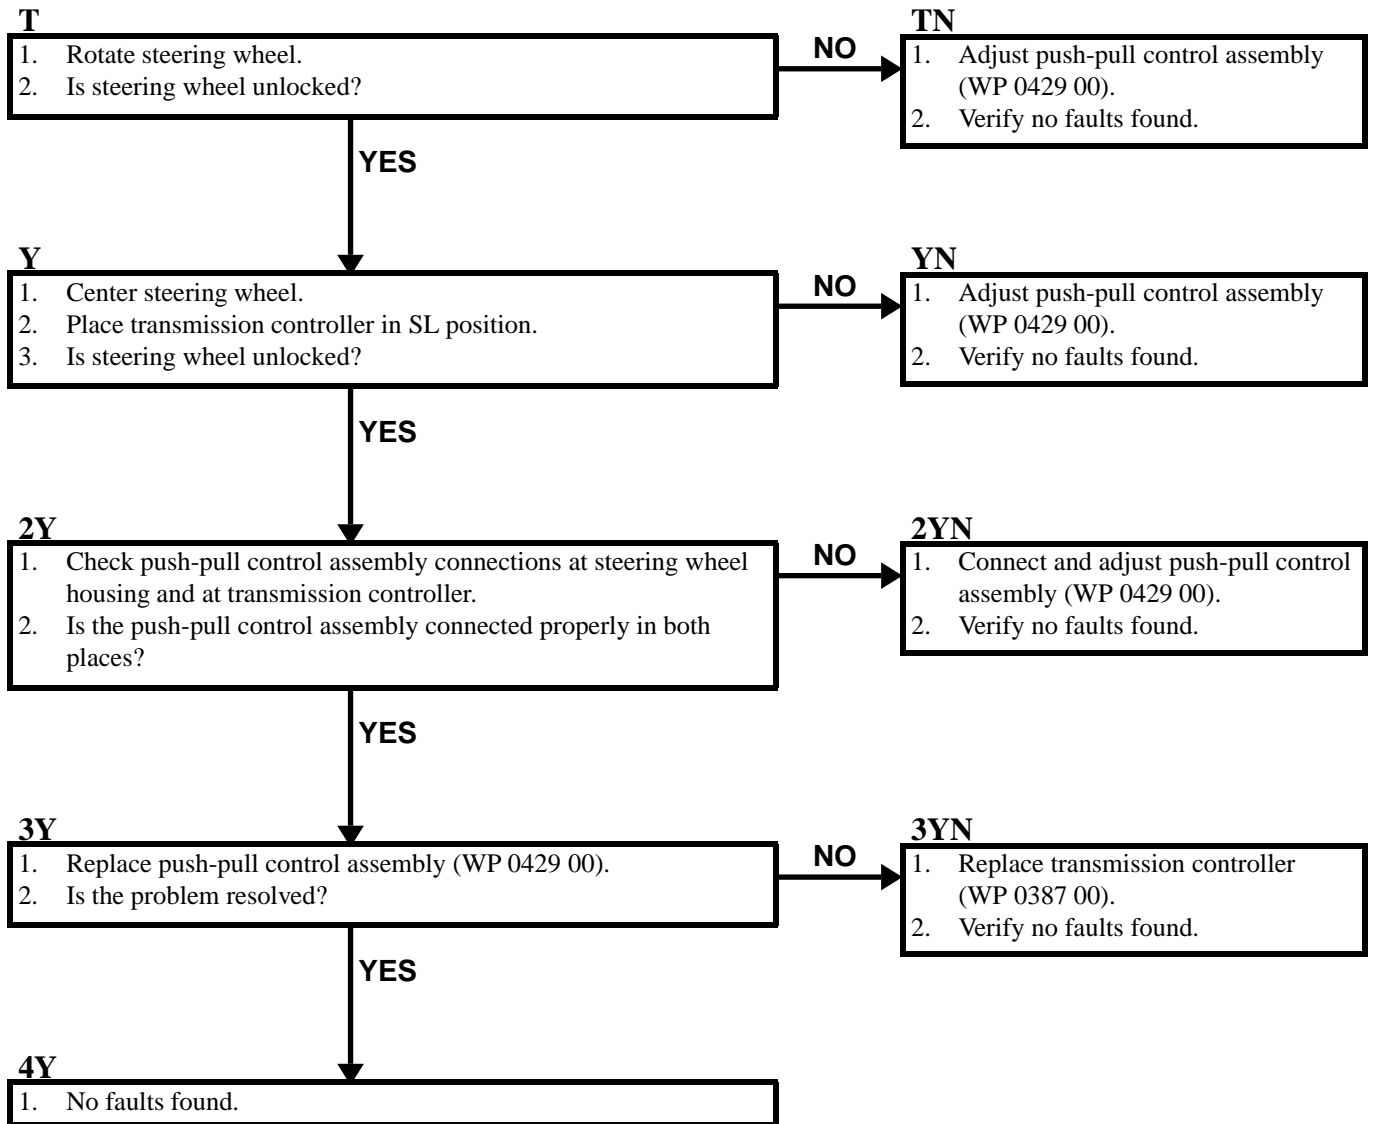 T
1. Rotate steering wheel.
2. Is steering wheel unlocked?
NO
TN
1. Adjust push-pull control assembly
(WP 0429 00).
2. Verify no faults found.
YES
Y
1. Center steering wheel.
2. Place transmission controller in SL position.
3. Is steering wheel unlocked?
NO
YN
1. Adjust push-pull control assembly
(WP 0429 00).
2. Verify no faults found.
YES
2Y
1. Check push-pull control assembly connections at steering wheel
housing and at transmission controller.
2. Is the push-pull control assembly connected properly in both
places?
NO
2YN
1. Connect and adjust push-pull control
assembly (WP 0429 00).
2. Verify no faults found.
YES
3Y
1. Replace push-pull control assembly (WP 0429 00).
2. Is the problem resolved?
NO
3YN
1. Replace transmission controller
(WP 0387 00).
2. Verify no faults found.
YES
4Y
1. No faults found.